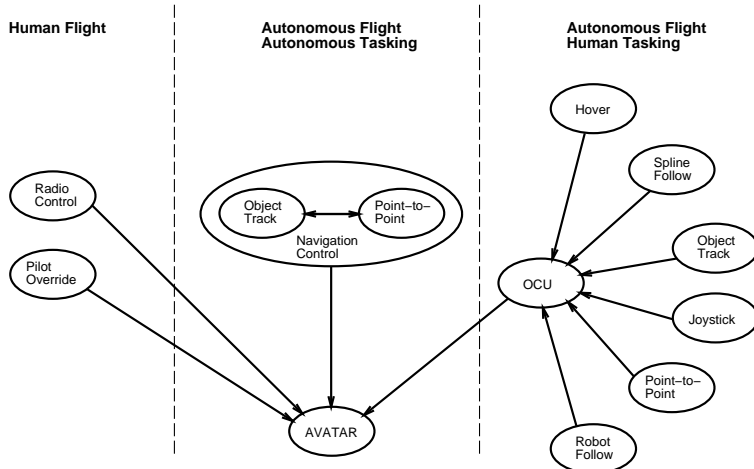 Human Flight
Autonomous Flight
Autonomous Tasking
Autonomous Flight
Human Tasking
Radio
Control
Pilot
Override
Object
Track
Point−to−
Point
Navigation
Control
AVATAR
Hover
Spline
Follow
Object
Track
OCU
Joystick
Point−to−
Point
Robot
Follow